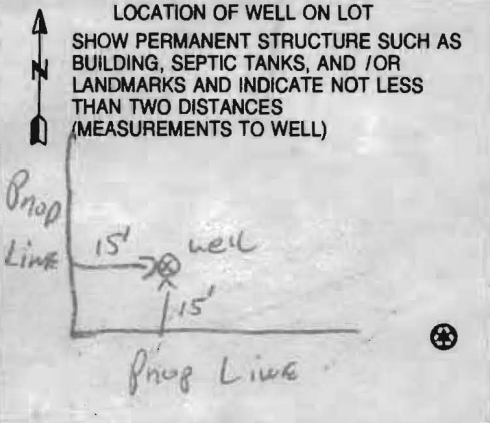 LOCATION OF WELL ON LOT
SHOW PERMANENT STRUCTURE SUCH AS
BUILDING, SEPTIC TANKS, AND /OR
N
LANDMARKS AND INDICATE NOT LESS
THAN TWO DISTANCES
(MEASUREMENTS TO WELL)
Prop
Line
15'
well
15'
Prop Line